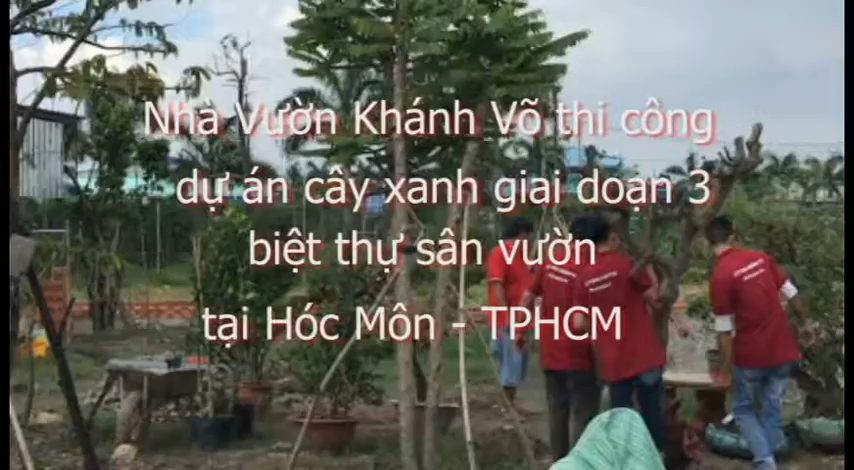 Nhà Vườn Khánh Võ thi công
dự án cây xanh giai đoạn 3
biệt thự sân vườn
tại Hóc Môn - TPHCM